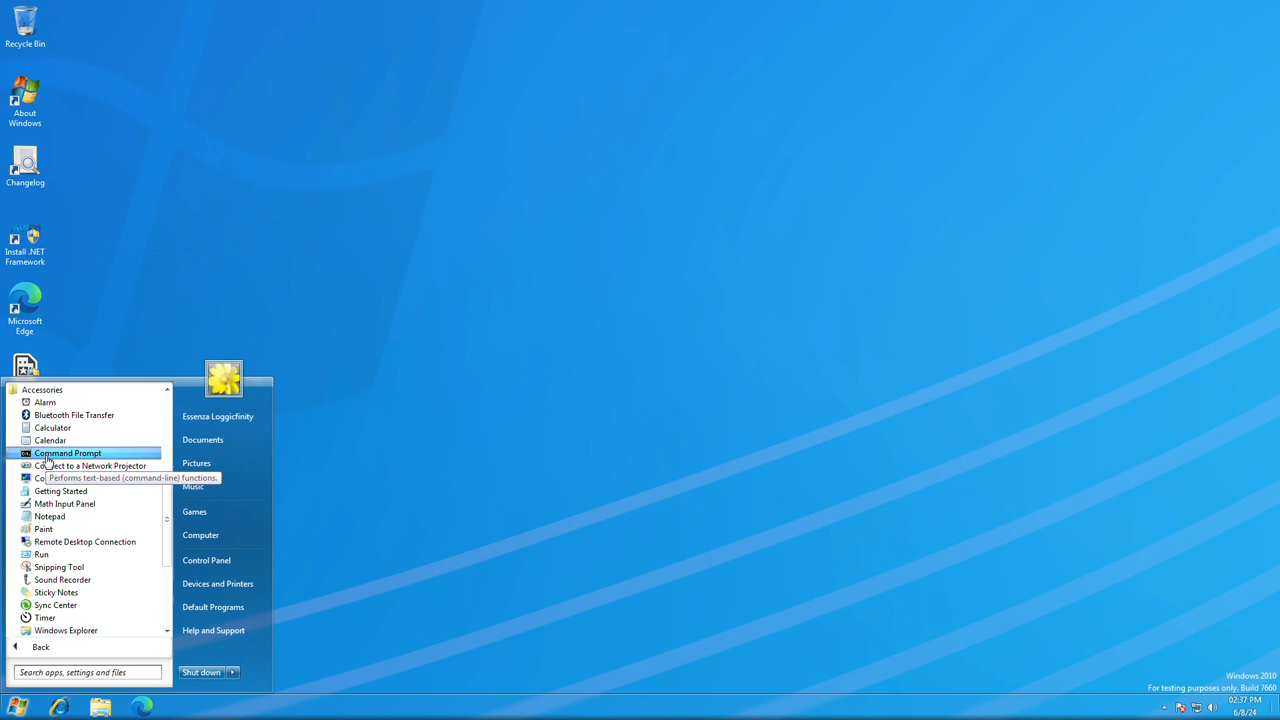 Recycle Bin
About
Windows
Changelog
Install .NET
Framework
Microsoft
Edge
Accessories
Alarm
Bluetooth File Transfer
Calculator
Calendar
Command Prompt
Connect to a Network Projector
Co
Performs text-based (command-line) functions.
Getting Started
Math Input Panel
Notepad
Paint
Remote Desktop Connection
Run
Snipping Tool
Sound Recorder
Sticky Notes
Sync Center
Timer
Windows Explorer
Back
Search apps, settings and files
Essenza Loggicfinity
Documents
Pictures
Music
Games
Computer
Control Panel
Devices and Printers
Default Programs
Help and Support
Shut down
Windows 2010
For testing purposes only. Build 7660
02:37 PM
6/8/24